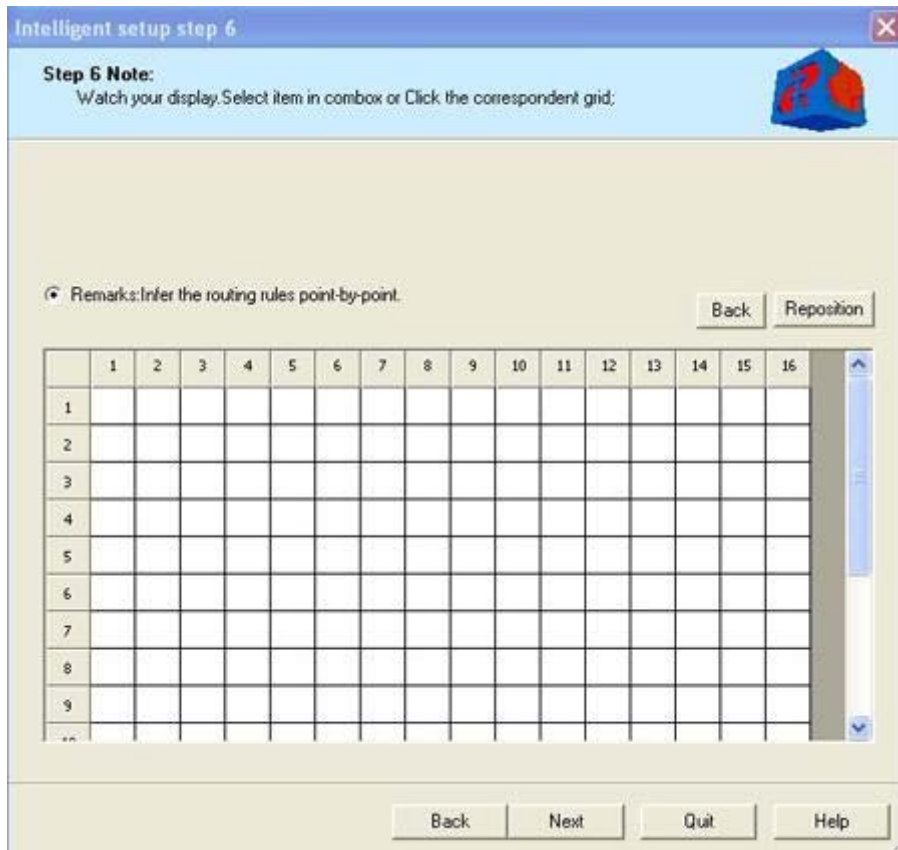 Intelligent setup step 6
Step 6 Note:
Watch your display.Select item in combox or Click the correspondent grid;
Remarks:Infer the routing rules point-by-point.
Back Reposition
1 2 3 4 5 6 7 8 9 10 11 12 13 14 15 16
1
2
3
4
5
6
7
8
9
Back Next Quit Help